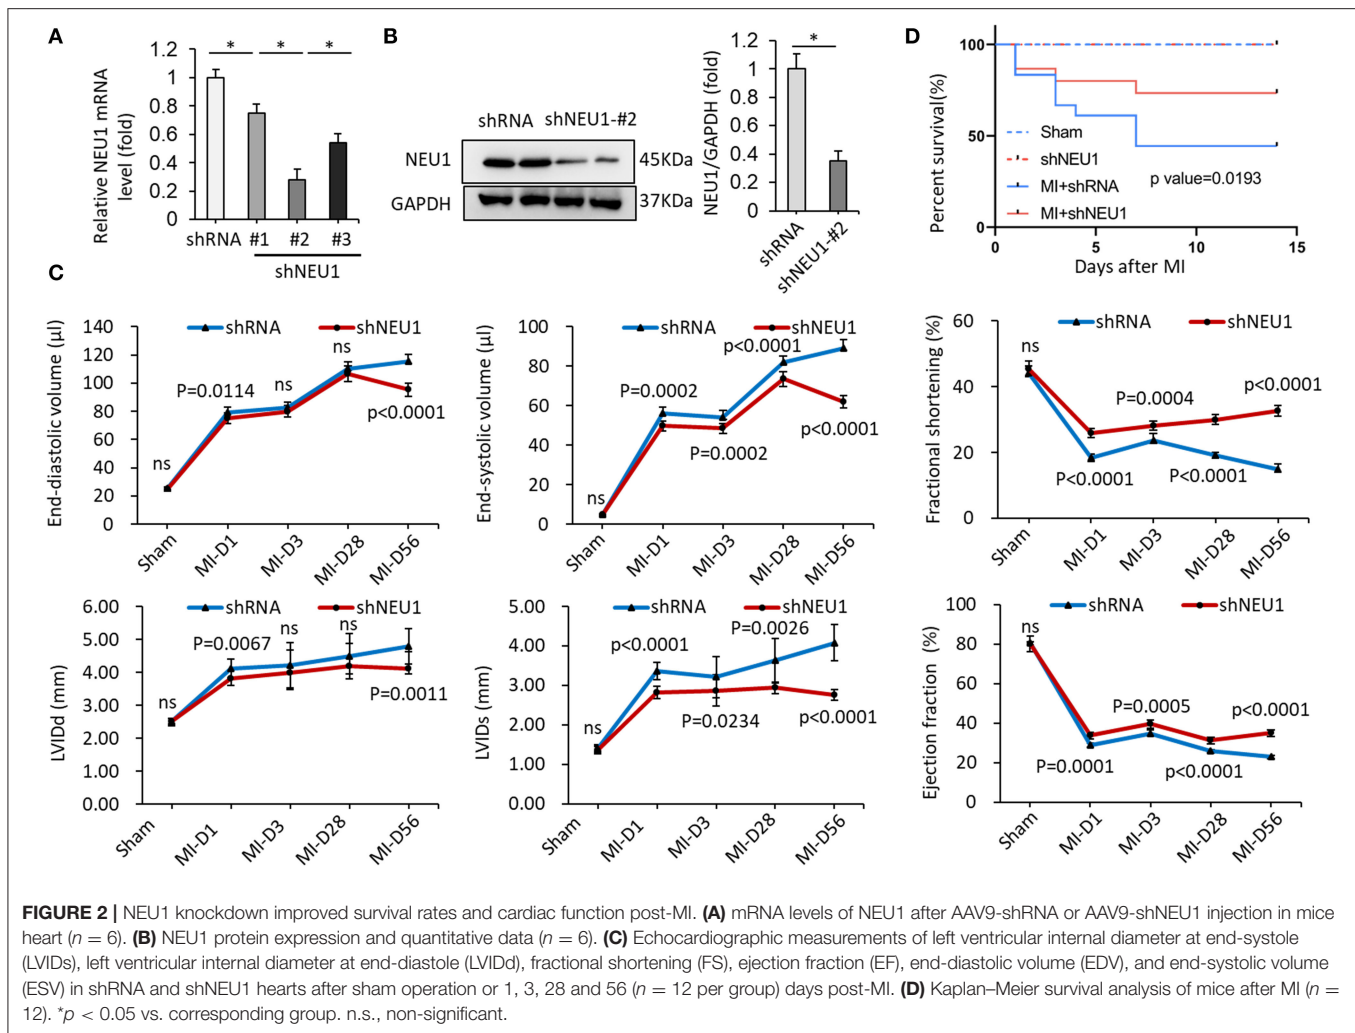 A
Relative NEU1 mRNA
level (fold)
1.2
1
0.8
0.6
0.4
0.2
0
*
*
*
shRNA #1 #2 #3
shNEU1
B
shRNA shNEU1-#2
NEU1
45KDa
GAPDH
37KDa
NEU1/GAPDH (fold)
1.2
1
0.8
0.6
0.4
0.2
0
*
shRNA
shNEU1-#2
D
Percent survival(%)
100
50
0
Sham
shNEU1
MI+shRNA
MI+shNEU1
p value=0.0193
0 5 10 15
Days after MI
C
End-diastolic volume (µl)
140
120
100
80
60
40
20
0
shRNA shNEU1
ns
P=0.0114
ns
ns
p<0.0001
Sham MI-D1 MI-D3 MI-D28 MI-D56
End-systolic volume (µl)
100
80
60
40
20
0
shRNA shNEU1
ns
P=0.0002
P=0.0002
p<0.0001
p<0.0001
Sham MI-D1 MI-D3 MI-D28 MI-D56
Fractional shortening (%)
60
40
20
0
shRNA shNEU1
ns
P<0.0001
P=0.0004
P<0.0001
p<0.0001
Sham MI-D1 MI-D3 MI-D28 MI-D56
LVIDd (mm)
6.00
5.00
4.00
3.00
2.00
1.00
0.00
shRNA shNEU1
ns
P=0.0067
ns
ns
P=0.0011
Sham MI-D1 MI-D3 MI-D28 MI-D56
LVIDs (mm)
5.00
4.00
3.00
2.00
1.00
0.00
shRNA shNEU1
ns
p<0.0001
P=0.0234
P=0.0026
p<0.0001
Sham MI-D1 MI-D3 MI-D28 MI-D56
Ejection fraction (%)
100
80
60
40
20
0
shRNA shNEU1
ns
P=0.0001
P=0.0005
p<0.0001
p<0.0001
Sham MI-D1 MI-D3 MI-D28 MI-D56
FIGURE 2 | NEU1 knockdown improved survival rates and cardiac function post-MI. (A) mRNA levels of NEU1 after AAV9-shRNA or AAV9-shNEU1 injection in mice
heart (n = 6). (B) NEU1 protein expression and quantitative data (n = 6). (C) Echocardiographic measurements of left ventricular internal diameter at end-systole
(LVIDs), left ventricular internal diameter at end-diastole (LVIDd), fractional shortening (FS), ejection fraction (EF), end-diastolic volume (EDV), and end-systolic volume
(ESV) in shRNA and shNEU1 hearts after sham operation or 1, 3, 28 and 56 (n = 12 per group) days post-MI. (D) Kaplan–Meier survival analysis of mice after MI (n =
12). *p < 0.05 vs. corresponding group. n.s., non-significant.